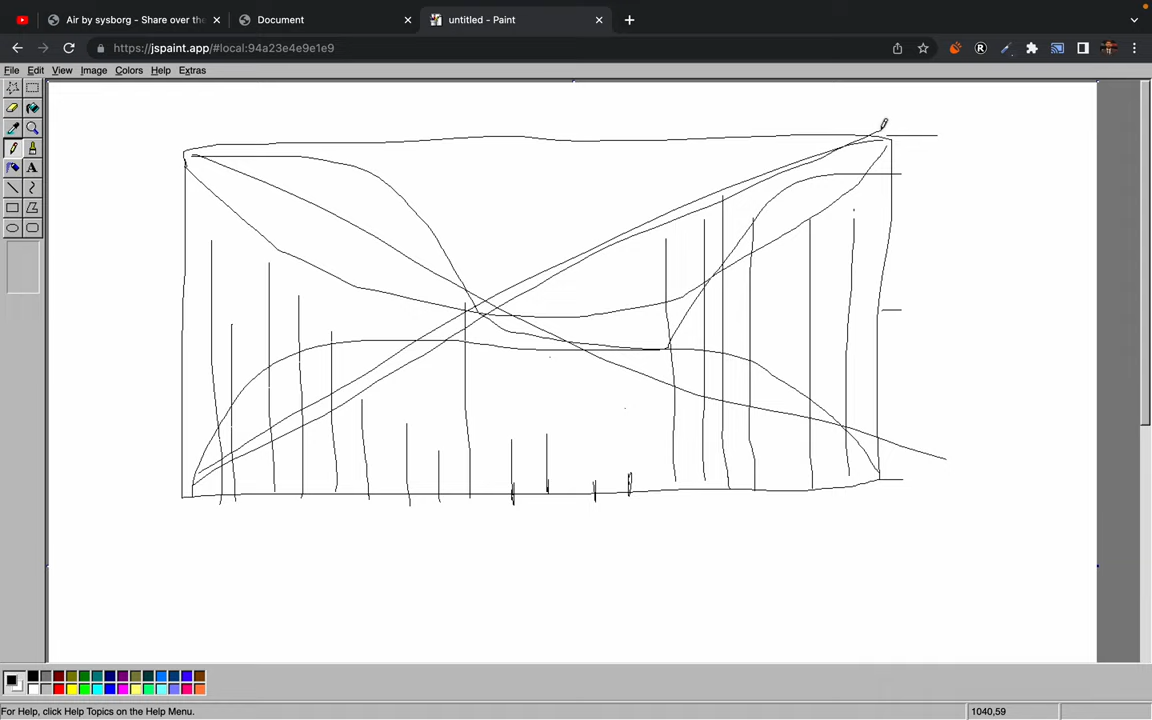 Air by sysborg - Share over the
Document
untitled - Paint
https://jspaint.app/#local:94a23e4e9e1e9
File Edit View Image Colors Help Extras
A
For Help, click Help Topics on the Help Menu.
1040,59